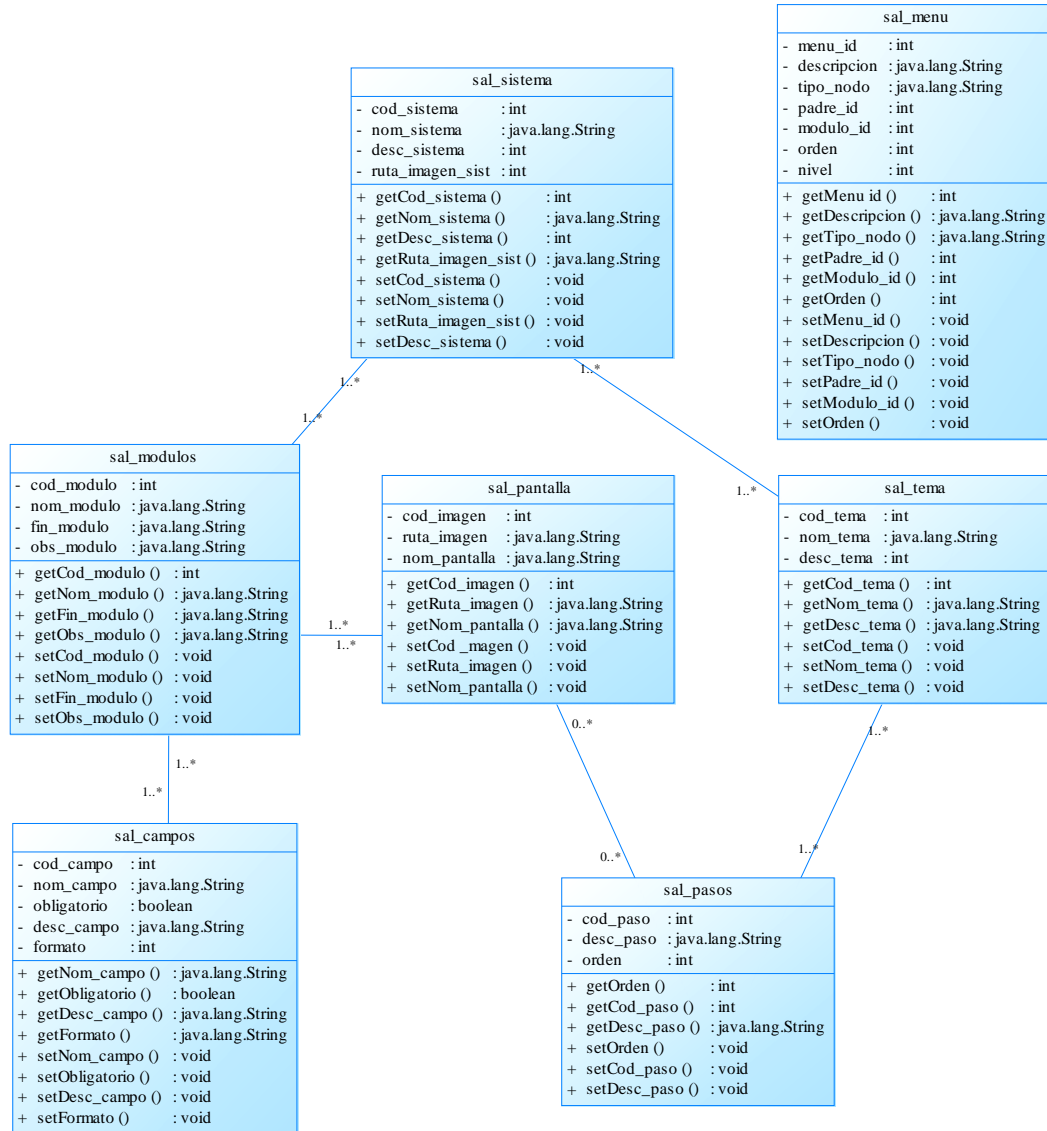 sal_menu
- menu_id : int
- descripcion : java.lang.String
- tipo_nodo : java.lang.String
- padre_id : int
- modulo_id : int
- orden : int
- nivel : int
+ getMenu id () : int
+ getDescripcion () : java.lang.String
+ getTipo_nodo () : java.lang.String
+ getPadre_id () : int
+ getModulo_id () : int
+ getOrden () : int
+ setMenu_id () : void
+ setDescripcion () : void
+ setTipo_nodo () : void
+ setPadre_id () : void
+ setModulo_id () : void
+ setOrden () : void
sal_sistema
- cod_sistema : int
- nom_sistema : java.lang.String
- desc_sistema : int
- ruta_imagen_sist : int
+ getCod_sistema () : int
+ getNom_sistema () : java.lang.String
+ getDesc_sistema () : int
+ getRuta_imagen_sist () : java.lang.String
+ setCod_sistema () : void
+ setNom_sistema () : void
+ setRuta_imagen_sist () : void
+ setDesc_sistema () : void
1..*
1..*
1..*
1..*
sal_modulos
- cod_modulo : int
- nom_modulo : java.lang.String
- fin_modulo : java.lang.String
- obs_modulo : java.lang.String
+ getCod_modulo () : int
+ getNom_modulo () : java.lang.String
+ getFin_modulo () : java.lang.String
+ getObs_modulo () : java.lang.String
+ setCod_modulo () : void
+ setNom_modulo () : void
+ setFin_modulo () : void
+ setObs_modulo () : void
1..*
1..*
sal_pantalla
- cod_imagen : int
- ruta_imagen : java.lang.String
- nom_pantalla : java.lang.String
+ getCod_imagen () : int
+ getRuta_imagen () : java.lang.String
+ getNom_pantalla () : java.lang.String
+ setCod _magen () : void
+ setRuta_imagen () : void
+ setNom_pantalla () : void
sal_tema
- cod_tema : int
- nom_tema : java.lang.String
- desc_tema : int
+ getCod_tema () : int
+ getNom_tema () : java.lang.String
+ getDesc_tema () : java.lang.String
+ setCod_tema () : void
+ setNom_tema () : void
+ setDesc_tema () : void
0..*
1..*
1..*
1..*
0..*
1..*
sal_campos
- cod_campo : int
- nom_campo : java.lang.String
- obligatorio : boolean
- desc_campo : java.lang.String
- formato : int
+ getNom_campo () : java.lang.String
+ getObligatorio () : boolean
+ getDesc_campo () : java.lang.String
+ getFormato () : java.lang.String
+ setNom_campo () : void
+ setObligatorio () : void
+ setDesc_campo () : void
+ setFormato () : void
sal_pasos
- cod_paso : int
- desc_paso : java.lang.String
- orden : int
+ getOrden () : int
+ getCod_paso () : int
+ getDesc_paso () : java.lang.String
+ setOrden () : void
+ setCod_paso () : void
+ setDesc_paso () : void